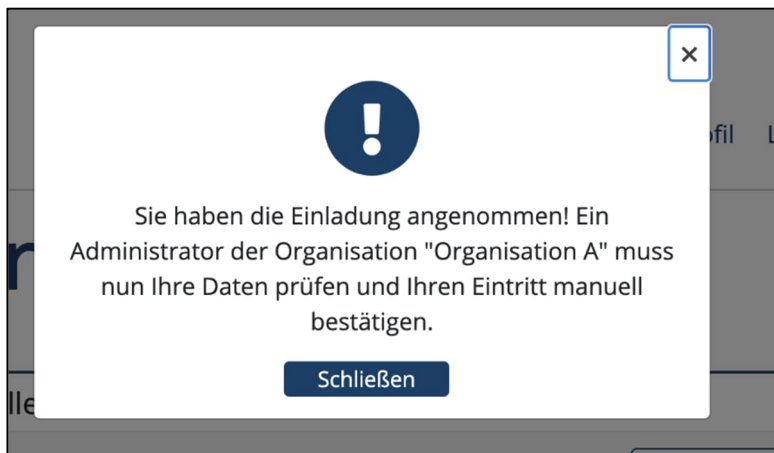 Sie haben die Einladung angenommen! Ein
Administrator der Organisation "Organisation A" muss
nun Ihre Daten prüfen und Ihren Eintritt manuell
bestätigen.
Schließen